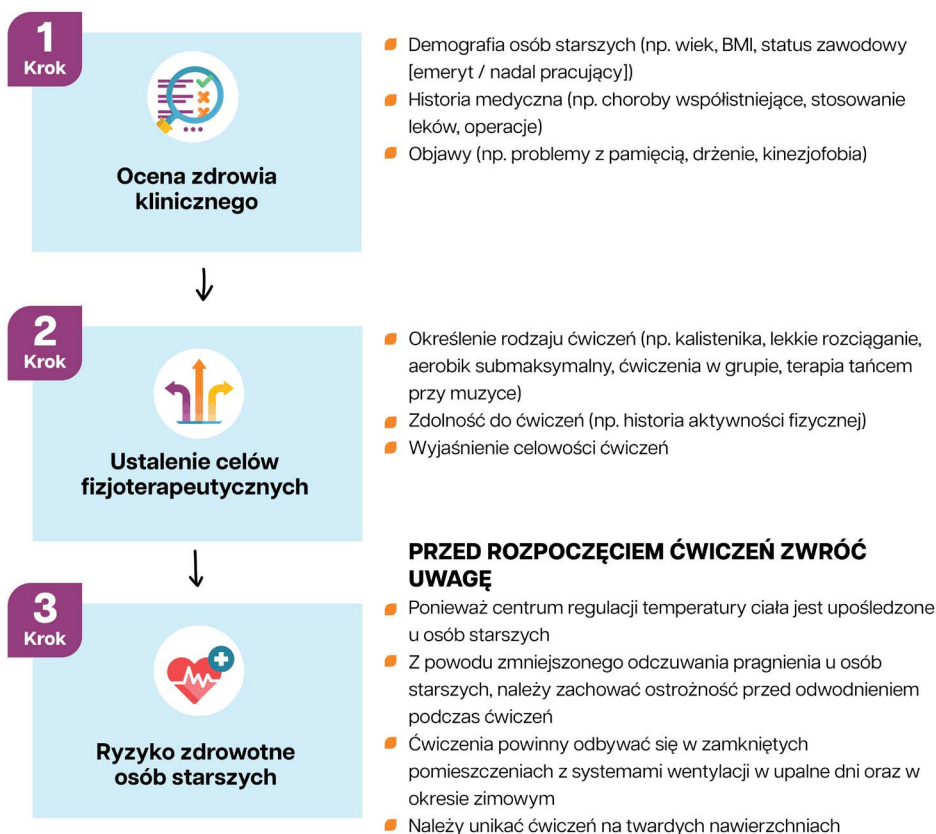 1
Krok
Ocena zdrowia
klinicznego
Demografia osób starszych (np. wiek, BMI, status zawodowy
[emeryt / nadal pracujący])
Historia medyczna (np. choroby współistniejące, stosowanie
leków, operacje)
Objawy (np. problemy z pamięcią, drżenie, kinezjofobia)
2
Krok
Ustalenie celów
fizjoterapeutycznych
Określenie rodzaju ćwiczeń (np. kalistenika, lekkie rozciąganie,
aerobik submaksymalny, ćwiczenia w grupie, terapia tańcem
przy muzyce)
Zdolność do ćwiczeń (np. historia aktywności fizycznej)
Wyjaśnienie celowości ćwiczeń
3
Krok
Ryzyko zdrowotne
osób starszych
PRZED ROZPOCZĘCIEM ĆWICZEŃ ZWRÓĆ
UWAGĘ
Ponieważ centrum regulacji temperatury ciała jest upośledzone
u osób starszych
Z powodu zmniejszonego odczuwania pragnienia u osób
starszych, należy zachować ostrożność przed odwodnieniem
podczas ćwiczeń
Ćwiczenia powinny odbywać się w zamkniętych
pomieszczeniach z systemami wentylacji w upalne dni oraz w
okresie zimowym
Należy unikać ćwiczeń na twardych nawierzchniach